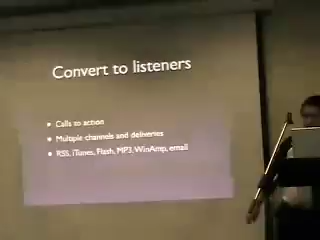 Convert to listeners
• Calls to action
• Multiple channels and deliveries
• RSS, iTunes, Flash, MP3, WinAmp, email